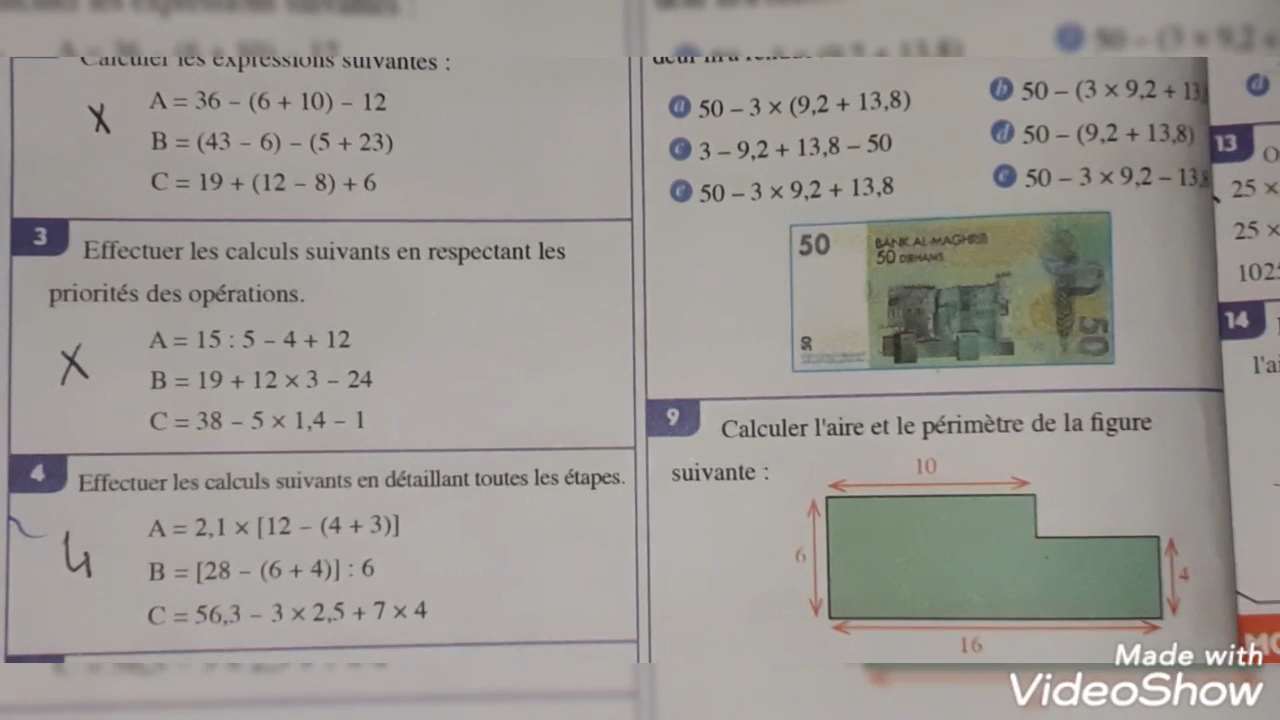 Calculer les expressions suivantes :
A = 36 – (6 + 10) – 12
B = (43 – 6) – (5 + 23)
C = 19 + (12 – 8) + 6
3
Effectuer les calculs suivants en respectant les
priorités des opérations.
A = 15 : 5 – 4 + 12
B = 19 + 12 × 3 – 24
C = 38 – 5 × 1,4 – 1
4
Effectuer les calculs suivants en détaillant toutes les étapes.
A = 2,1 × [12 – (4 + 3)]
B = [28 – (6 + 4)] : 6
C = 56,3 – 3 × 2,5 + 7 × 4
a 50 – 3 × (9,2 + 13,8)
b 50 – (3 × 9,2 + 13
c 3 – 9,2 + 13,8 – 50
d 50 – (9,2 + 13,8)
e 50 – 3 × 9,2 + 13,8
e 50 – 3 × 9,2 – 13,8
50
BANK AL-MAGHRIB
50 DIRHAMS
50
50
9
Calculer l'aire et le périmètre de la figure
suivante :
10
6
4
16
d
13
25 ×
25 ×
102
14
l'a
Made with
VideoShow